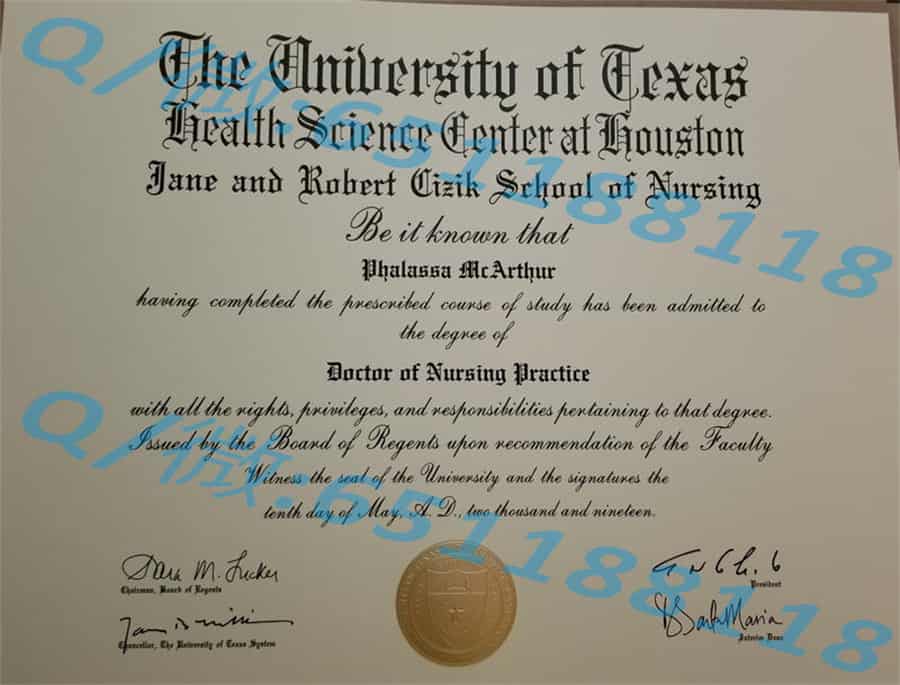 The University of Texas
Health Science Center at Houston
Jane and Robert Cizik School of Nursing
Be it known that
Phalassa McArthur
having completed the prescribed course of study has been admitted to
the degree of
Doctor of Nursing Practice
with all the rights, privileges, and responsibilities pertaining to that degree.
Issued by the Board of Regents upon recommendation of the Faculty
Witness the seal of the University and the signatures the
tenth day of May, A. D., two thousand and nineteen.
Sara M. Tucker
Chairman, Board of Regents
President
Chancellor, The University of Texas System
Interim Dean
Q/微:65118118
Q/微:65118118